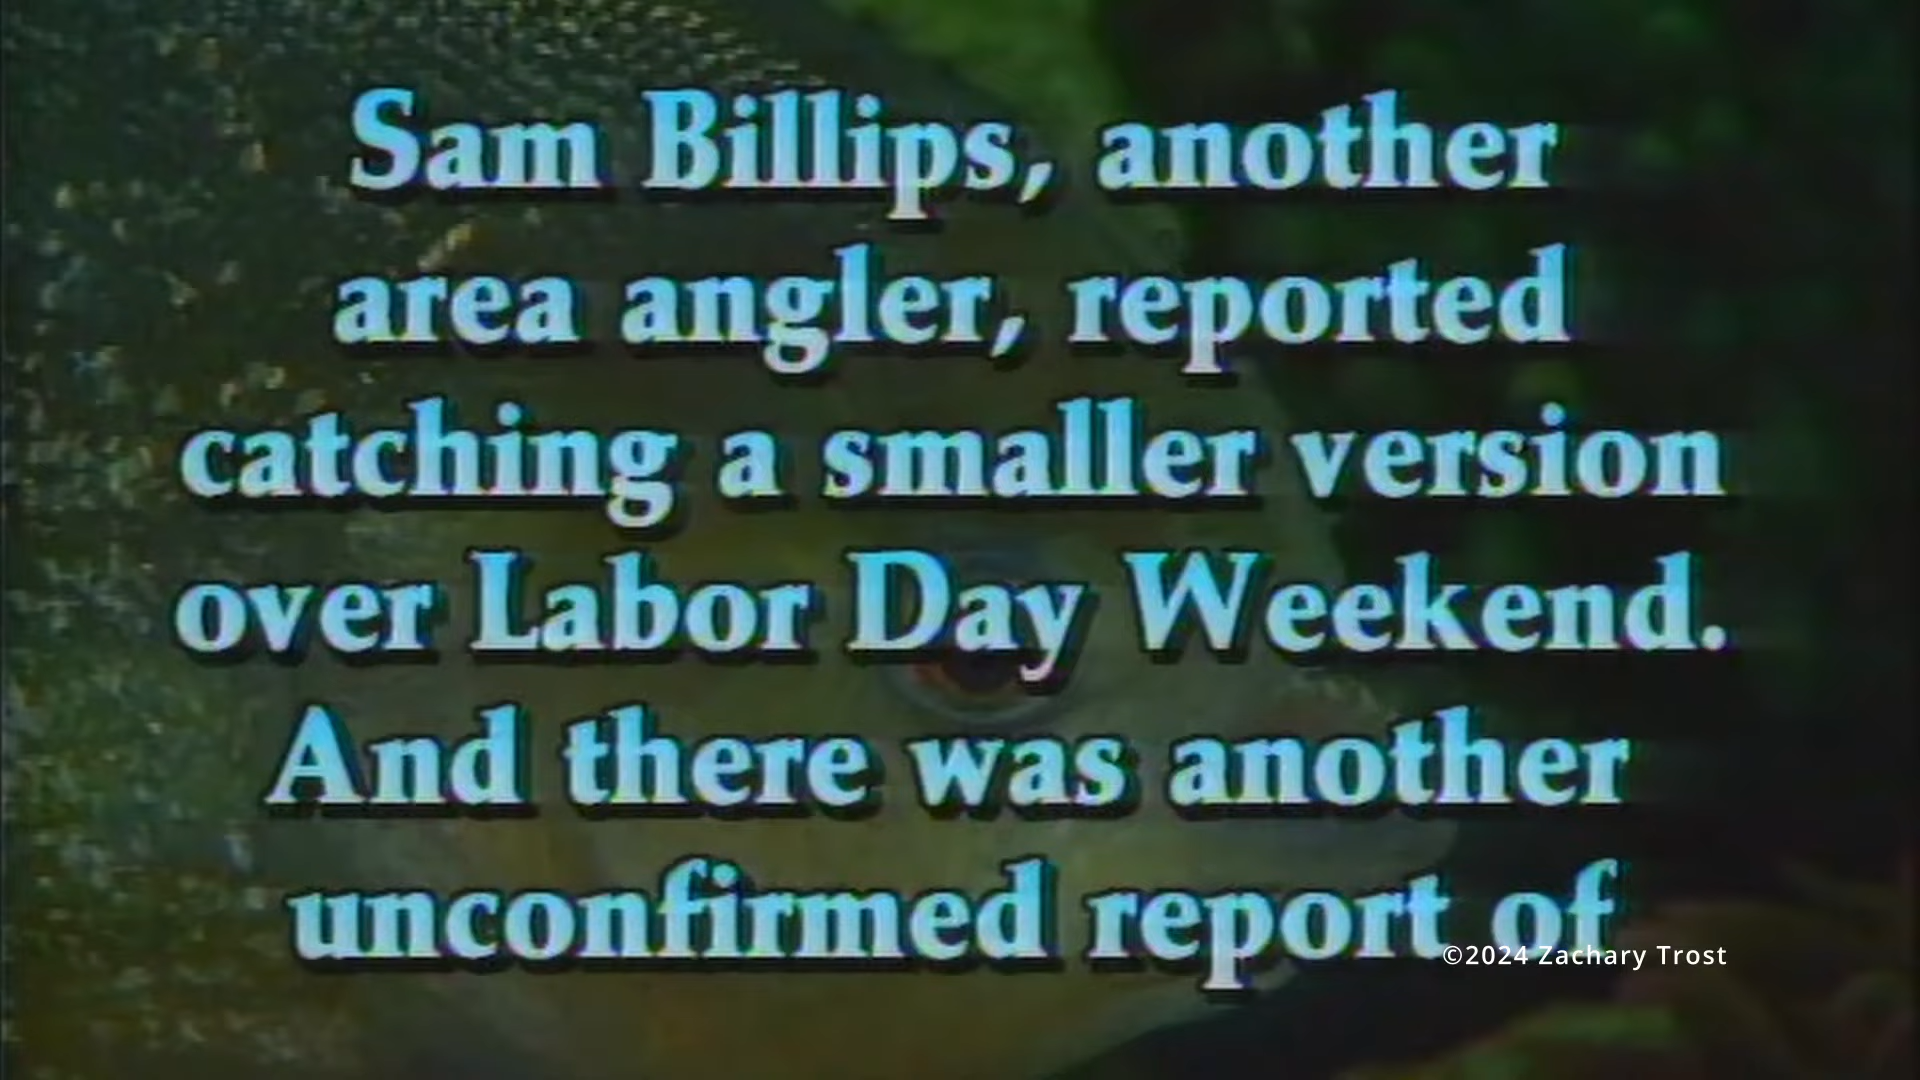 Sam Billips, another
area angler, reported
catching a smaller version
over Labor Day Weekend.
And there was another
unconfirmed report of
©2024 Zachary Trost